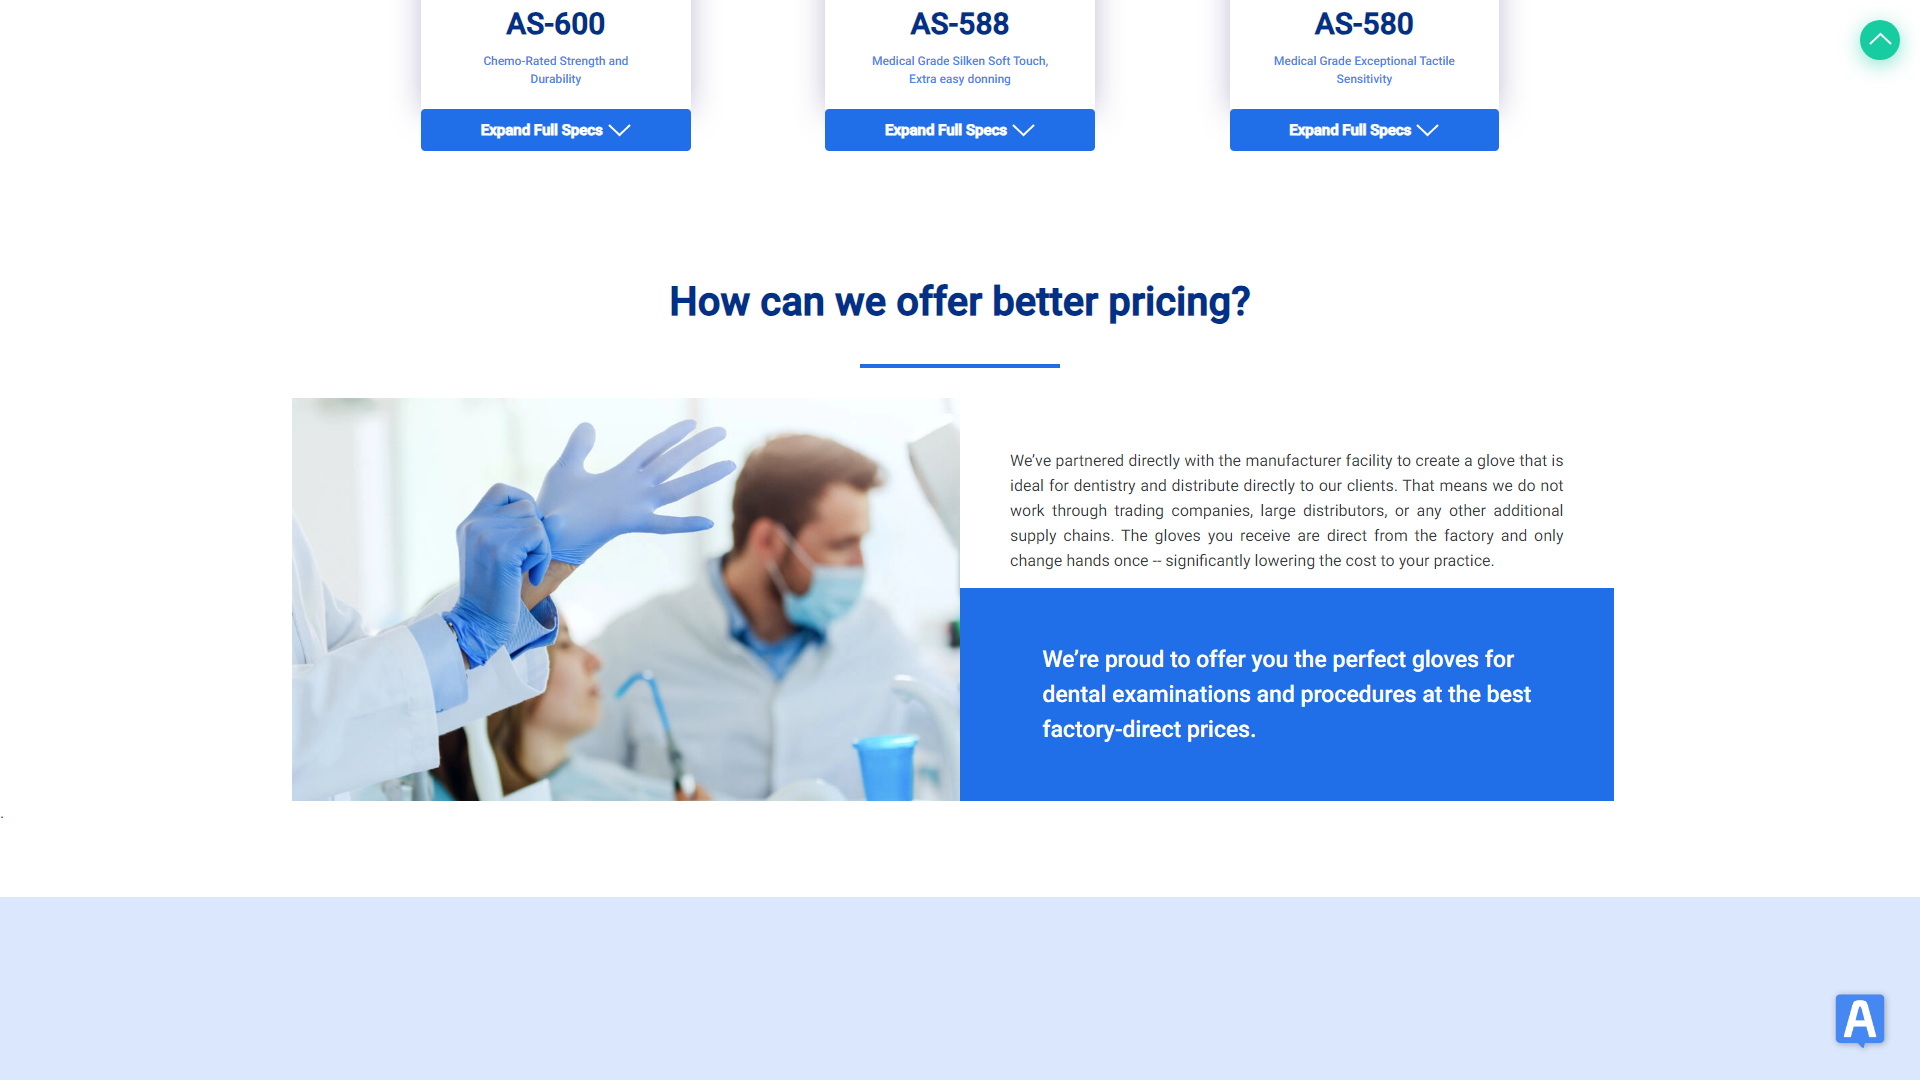 AS-600
Chemo-Rated Strength and
Durability
Expand Full Specs
AS-588
Medical Grade Silken Soft Touch,
Extra easy donning
Expand Full Specs
AS-580
Medical Grade Exceptional Tactile
Sensitivity
Expand Full Specs
How can we offer better pricing?
We’ve partnered directly with the manufacturer facility to create a glove that is
ideal for dentistry and distribute directly to our clients. That means we do not
work through trading companies, large distributors, or any other additional
supply chains. The gloves you receive are direct from the factory and only
change hands once -- significantly lowering the cost to your practice.
We’re proud to offer you the perfect gloves for
dental examinations and procedures at the best
factory-direct prices.
.
A